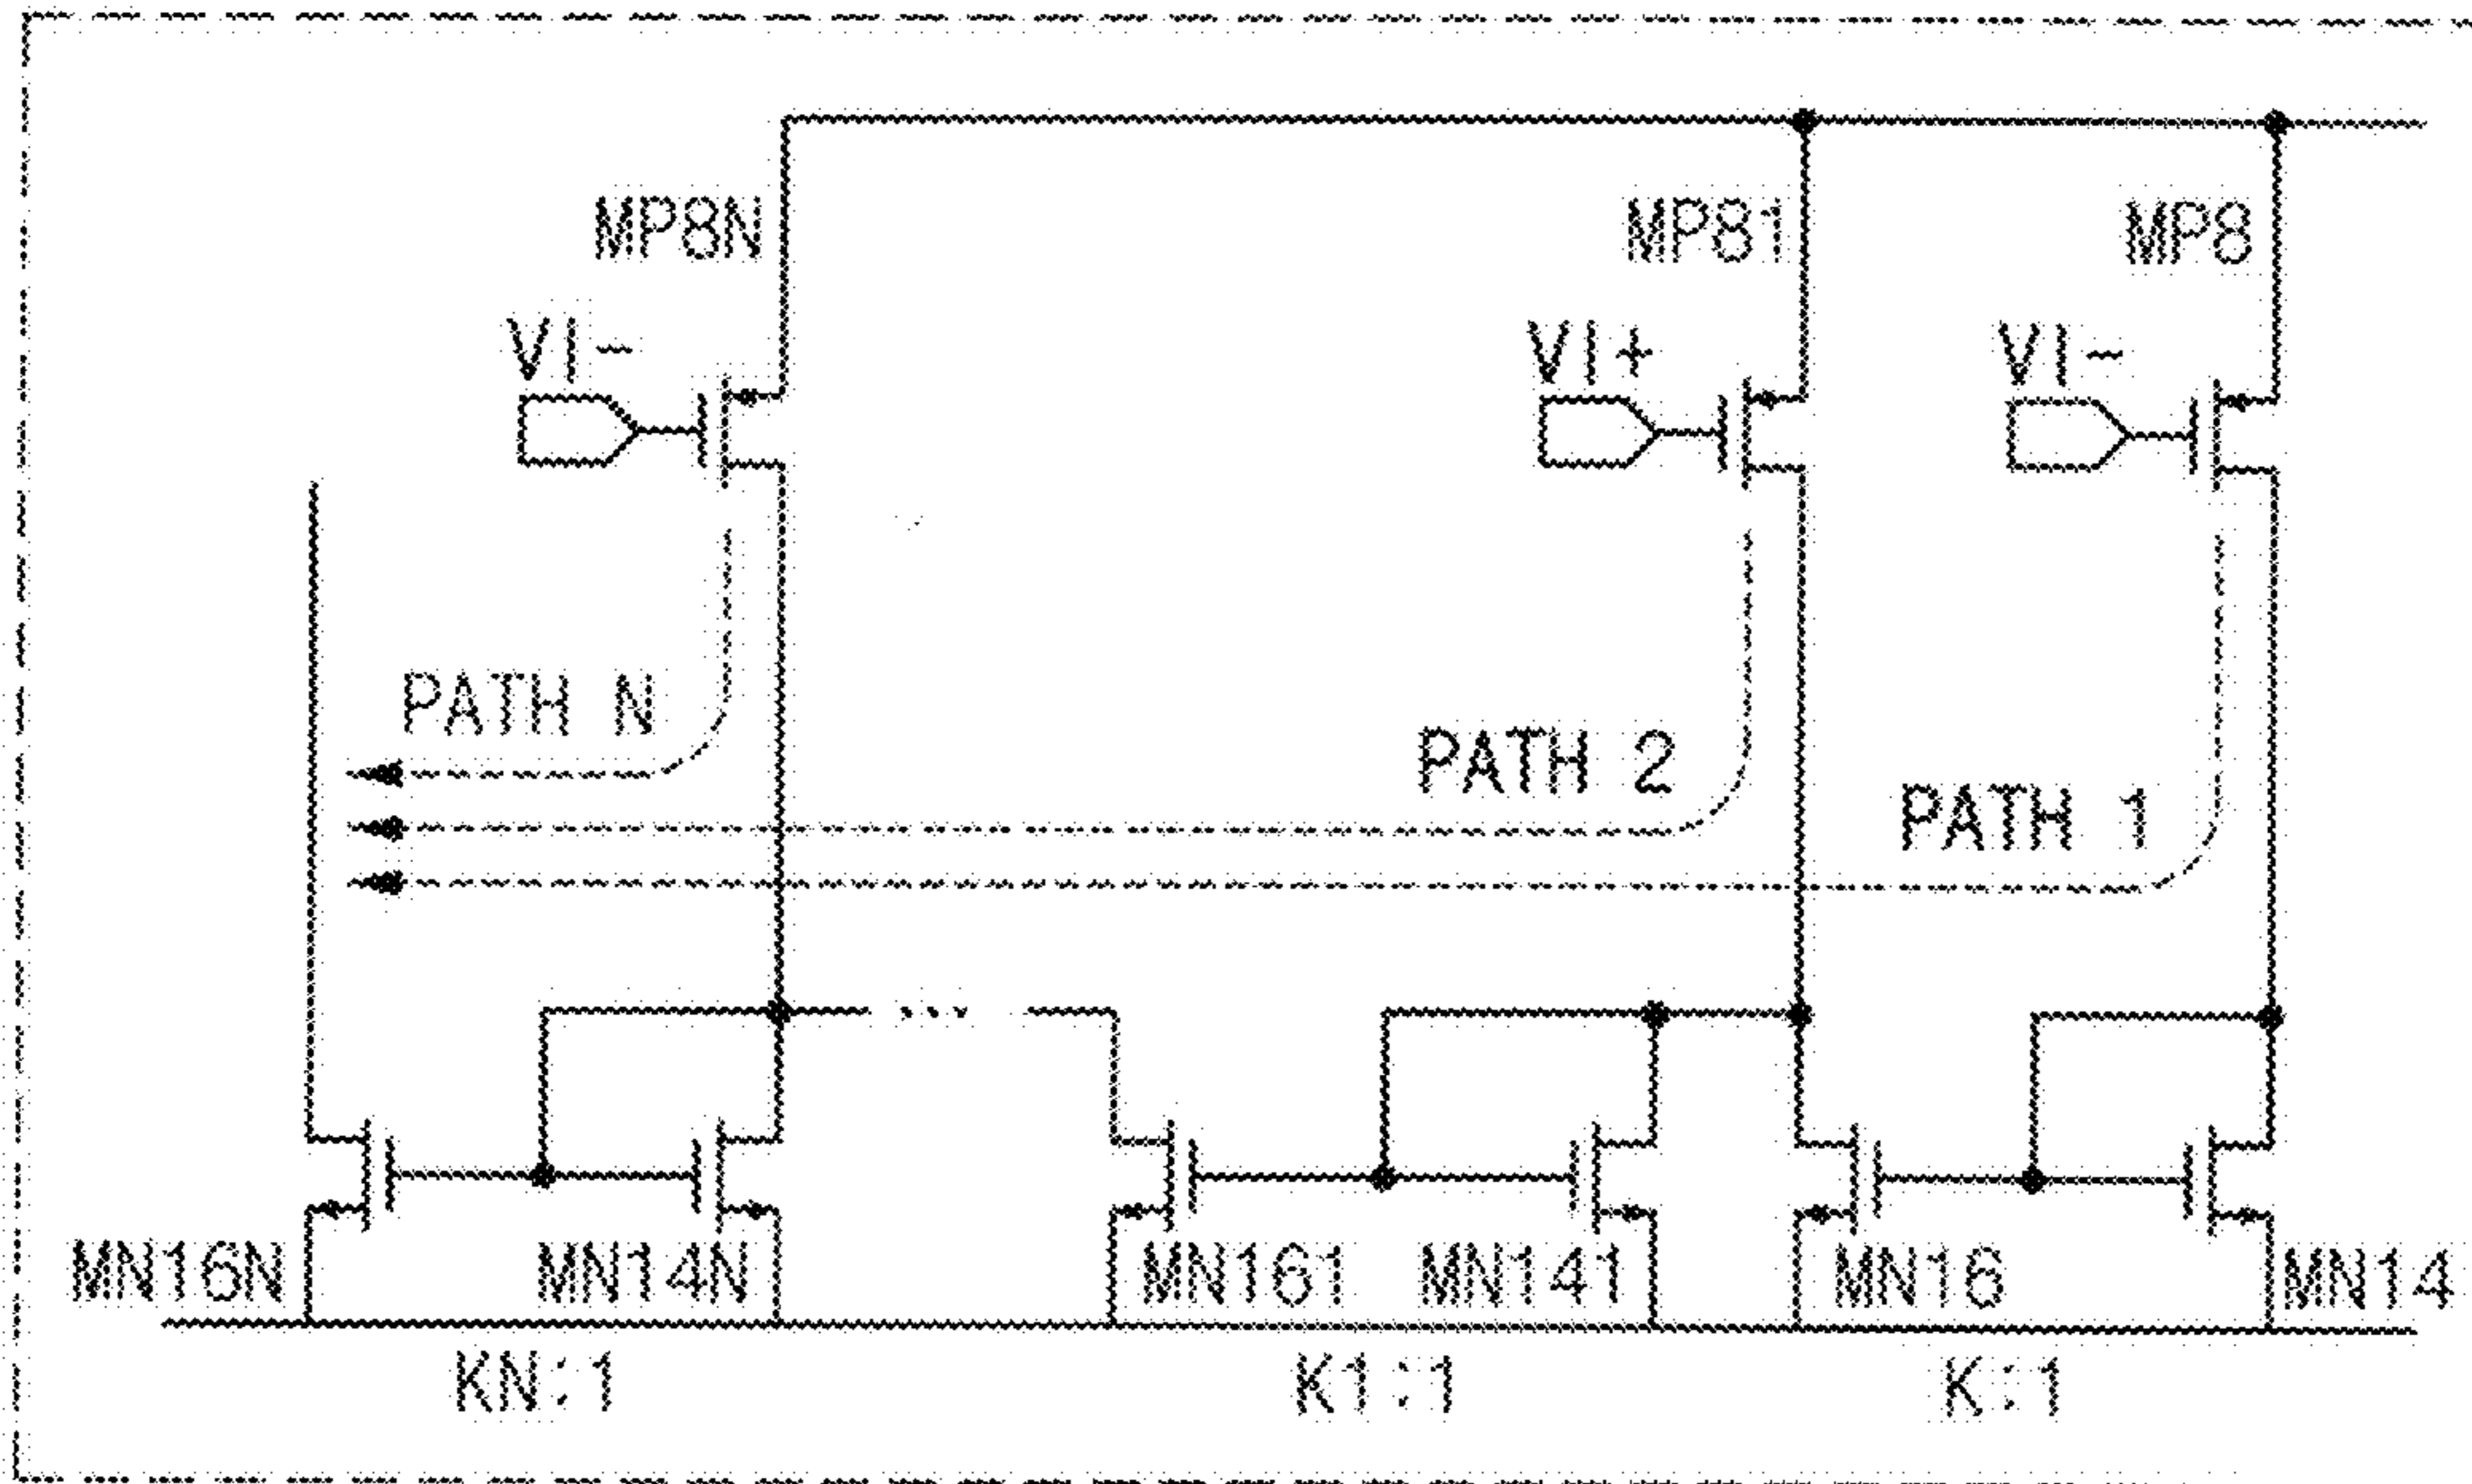 MP8N
MP81
MP8
VI-
VI+
VI-
PATH N
PATH 2
PATH 1
MN16N
MN14N
MN161
MN141
MN16
MN14
KN:1
K1:1
K:1